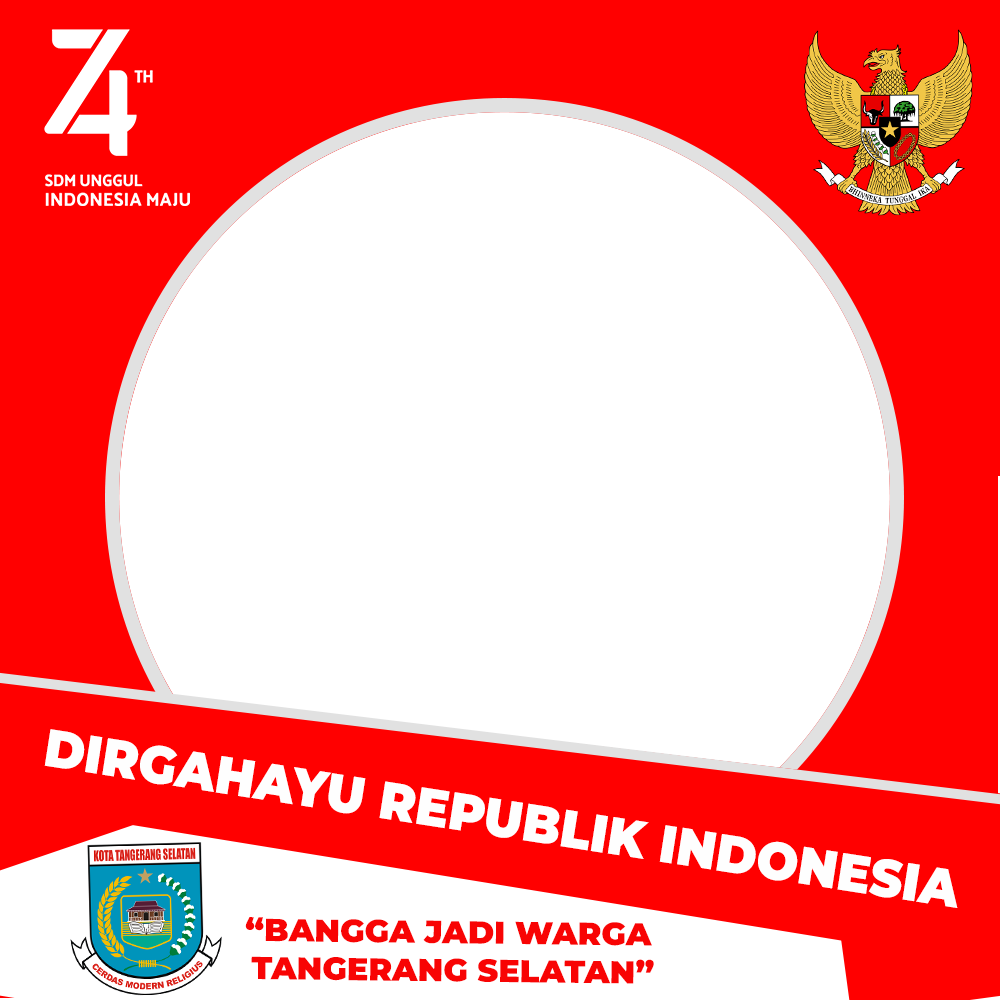 74TH
SDM UNGGUL
INDONESIA MAJU
BHINNEKA TUNGGAL IKA
DIRGAHAYU REPUBLIK INDONESIA
KOTA TANGERANG SELATAN
CERDAS MODERN RELIGIUS
“BANGGA JADI WARGA
TANGERANG SELATAN”